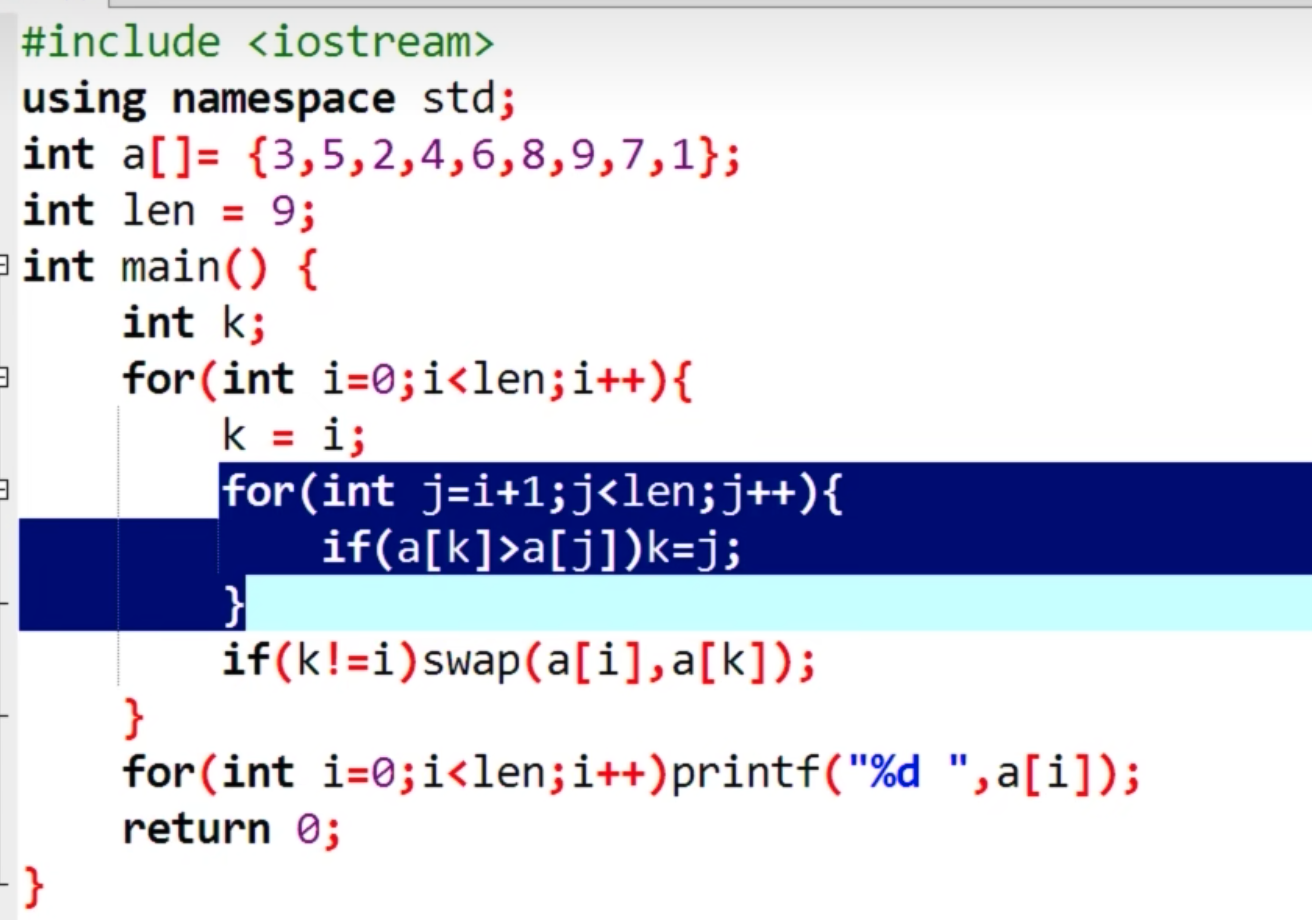 #include <iostream>
using namespace std;
int a[]= {3,5,2,4,6,8,9,7,1};
int len = 9;
int main() {
    int k;
    for(int i=0;i<len;i++){
        k = i;
        for(int j=i+1;j<len;j++){
            if(a[k]>a[j])k=j;
        }
        if(k!=i)swap(a[i],a[k]);
    }
    for(int i=0;i<len;i++)printf("%d ",a[i]);
    return 0;
}